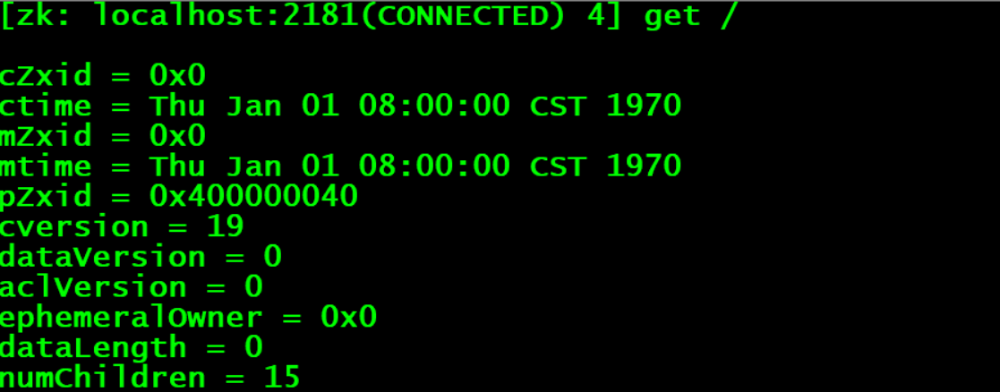 [zk: localhost:2181(CONNECTED) 4] get /
cZxid = 0x0
ctime = Thu Jan 01 08:00:00 CST 1970
mZxid = 0x0
mtime = Thu Jan 01 08:00:00 CST 1970
pZxid = 0x400000040
cversion = 19
dataVersion = 0
aclVersion = 0
ephemeralOwner = 0x0
dataLength = 0
numChildren = 15